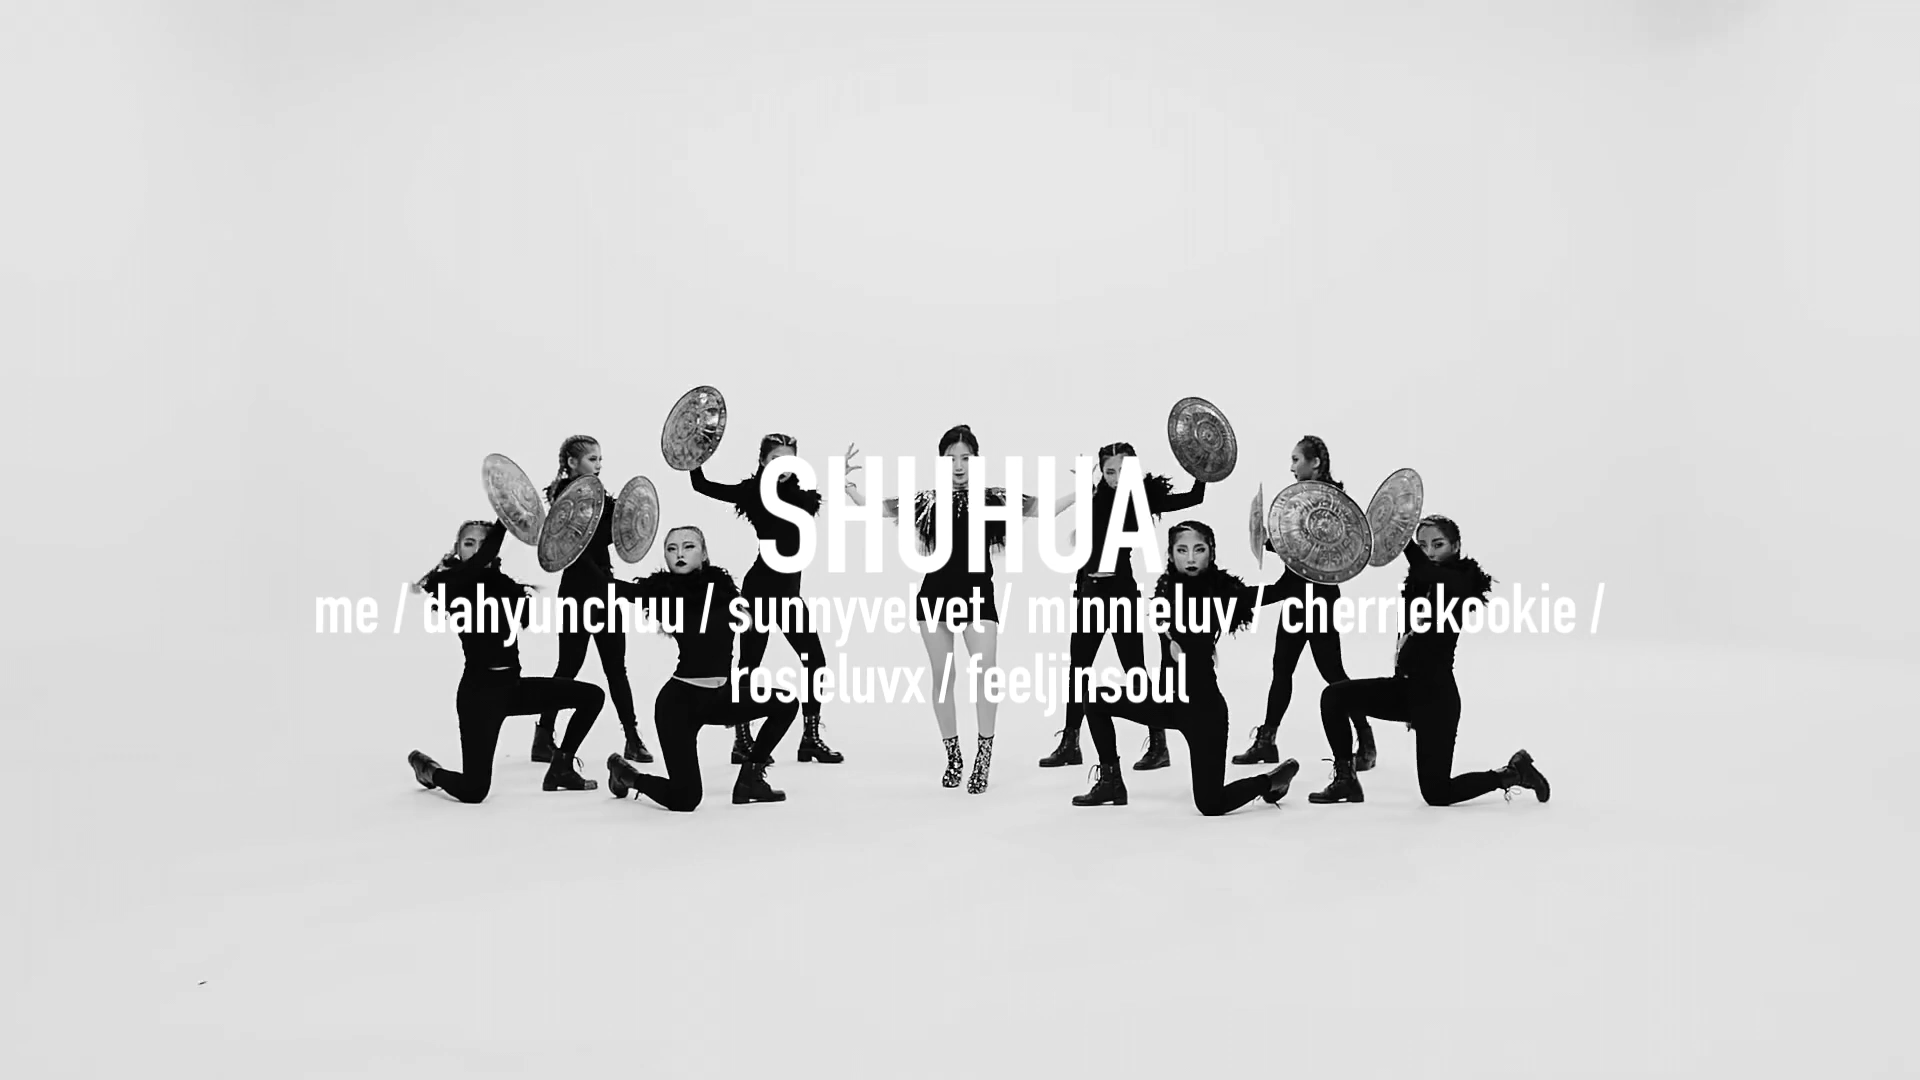 SHUHUA
me / dahyunchuu / sunnyvelvet / minnieluv / cherriekookie /
rosieluvx / feeljinsoul